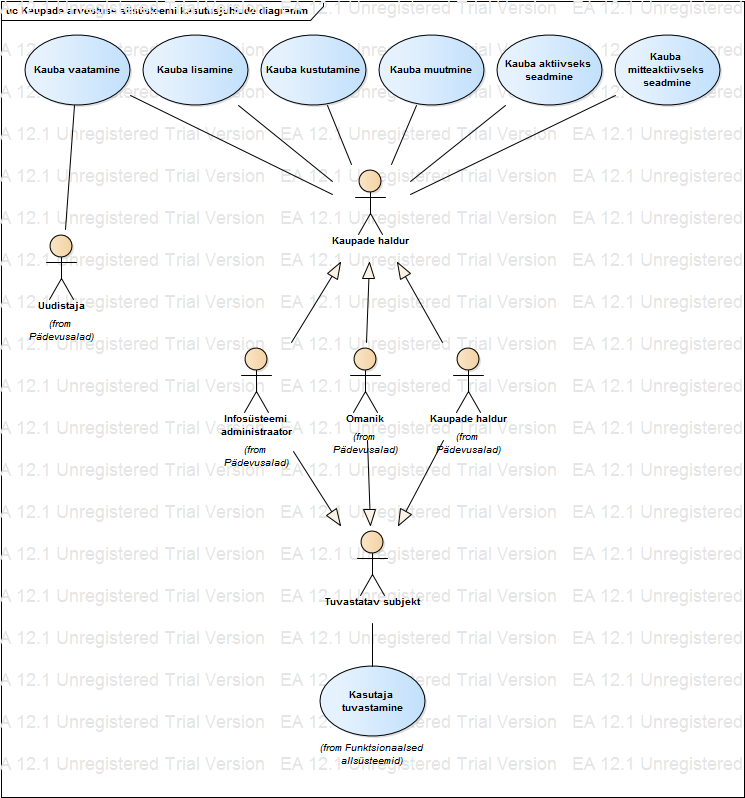 uc Kaupade arvestuse allsüsteemi kasutusjuhtude diagramm
Kauba vaatamine
Kauba lisamine
Kauba kustutamine
Kauba muutmine
Kauba aktiivseks
seadmine
Kauba
mitteaktiivseks
seadmine
Kaupade haldur
Uudistaja
(from
Pädevusalad)
Infosüsteemi
administraator
(from
Pädevusalad)
Omanik
(from
Pädevusalad)
Kaupade haldur
(from
Pädevusalad)
Tuvastatav subjekt
Kasutaja
tuvastamine
(from Funktsionaalsed
allsüsteemid)
EA 12.1 Unregistered Trial Version